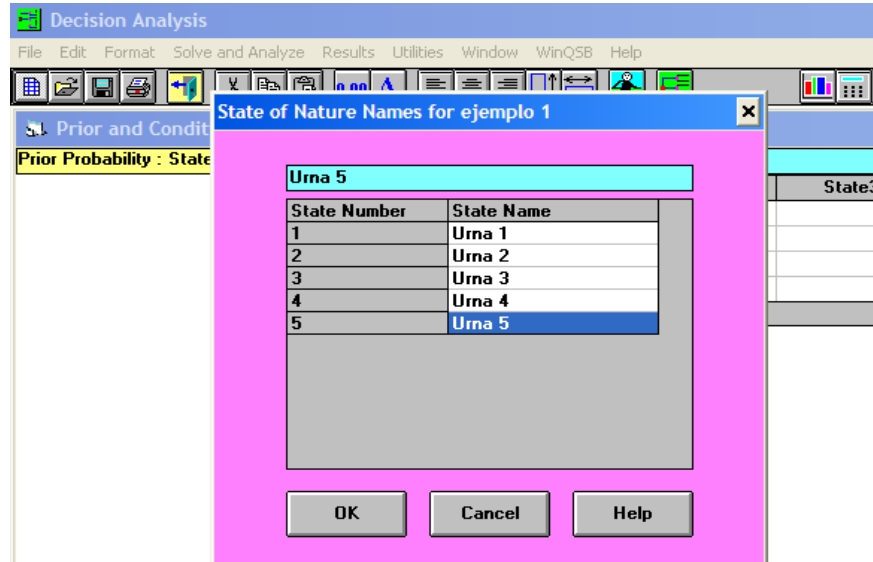 Decision Analysis
File Edit Format Solve and Analyze Results Utilities Window WinQSB Help
0.00 A
State of Nature Names for ejemplo 1
Prior and Condit
Prior Probability : State
State3
Urna 5
State Number State Name
1 Urna 1
2 Urna 2
3 Urna 3
4 Urna 4
5 Urna 5
OK Cancel Help